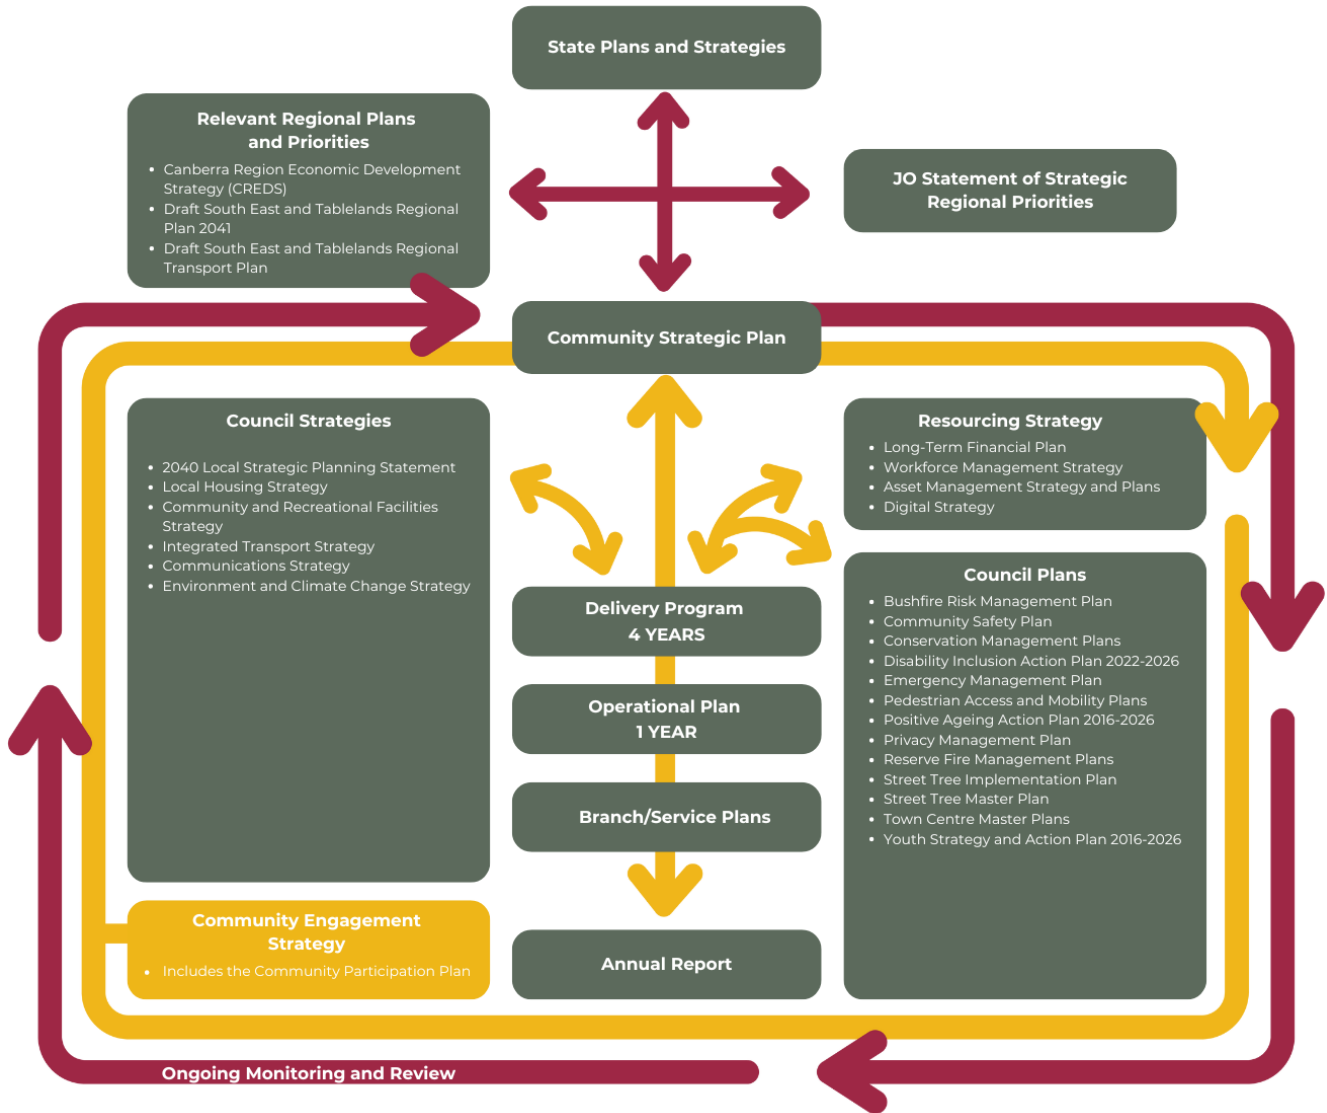 State Plans and Strategies
Relevant Regional Plans
and Priorities
• Canberra Region Economic Development
Strategy (CREDS)
• Draft South East and Tablelands Regional
Plan 2041
• Draft South East and Tablelands Regional
Transport Plan
JO Statement of Strategic
Regional Priorities
Community Strategic Plan
Council Strategies
• 2040 Local Strategic Planning Statement
• Local Housing Strategy
• Community and Recreational Facilities
Strategy
• Integrated Transport Strategy
• Communications Strategy
• Environment and Climate Change Strategy
Resourcing Strategy
• Long-Term Financial Plan
• Workforce Management Strategy
• Asset Management Strategy and Plans
• Digital Strategy
Delivery Program
4 YEARS
Operational Plan
1 YEAR
Branch/Service Plans
Council Plans
• Bushfire Risk Management Plan
• Community Safety Plan
• Conservation Management Plans
• Disability Inclusion Action Plan 2022-2026
• Emergency Management Plan
• Pedestrian Access and Mobility Plans
• Positive Ageing Action Plan 2016-2026
• Privacy Management Plan
• Reserve Fire Management Plans
• Street Tree Implementation Plan
• Street Tree Master Plan
• Town Centre Master Plans
• Youth Strategy and Action Plan 2016-2026
Community Engagement
Strategy
• Includes the Community Participation Plan
Annual Report
Ongoing Monitoring and Review